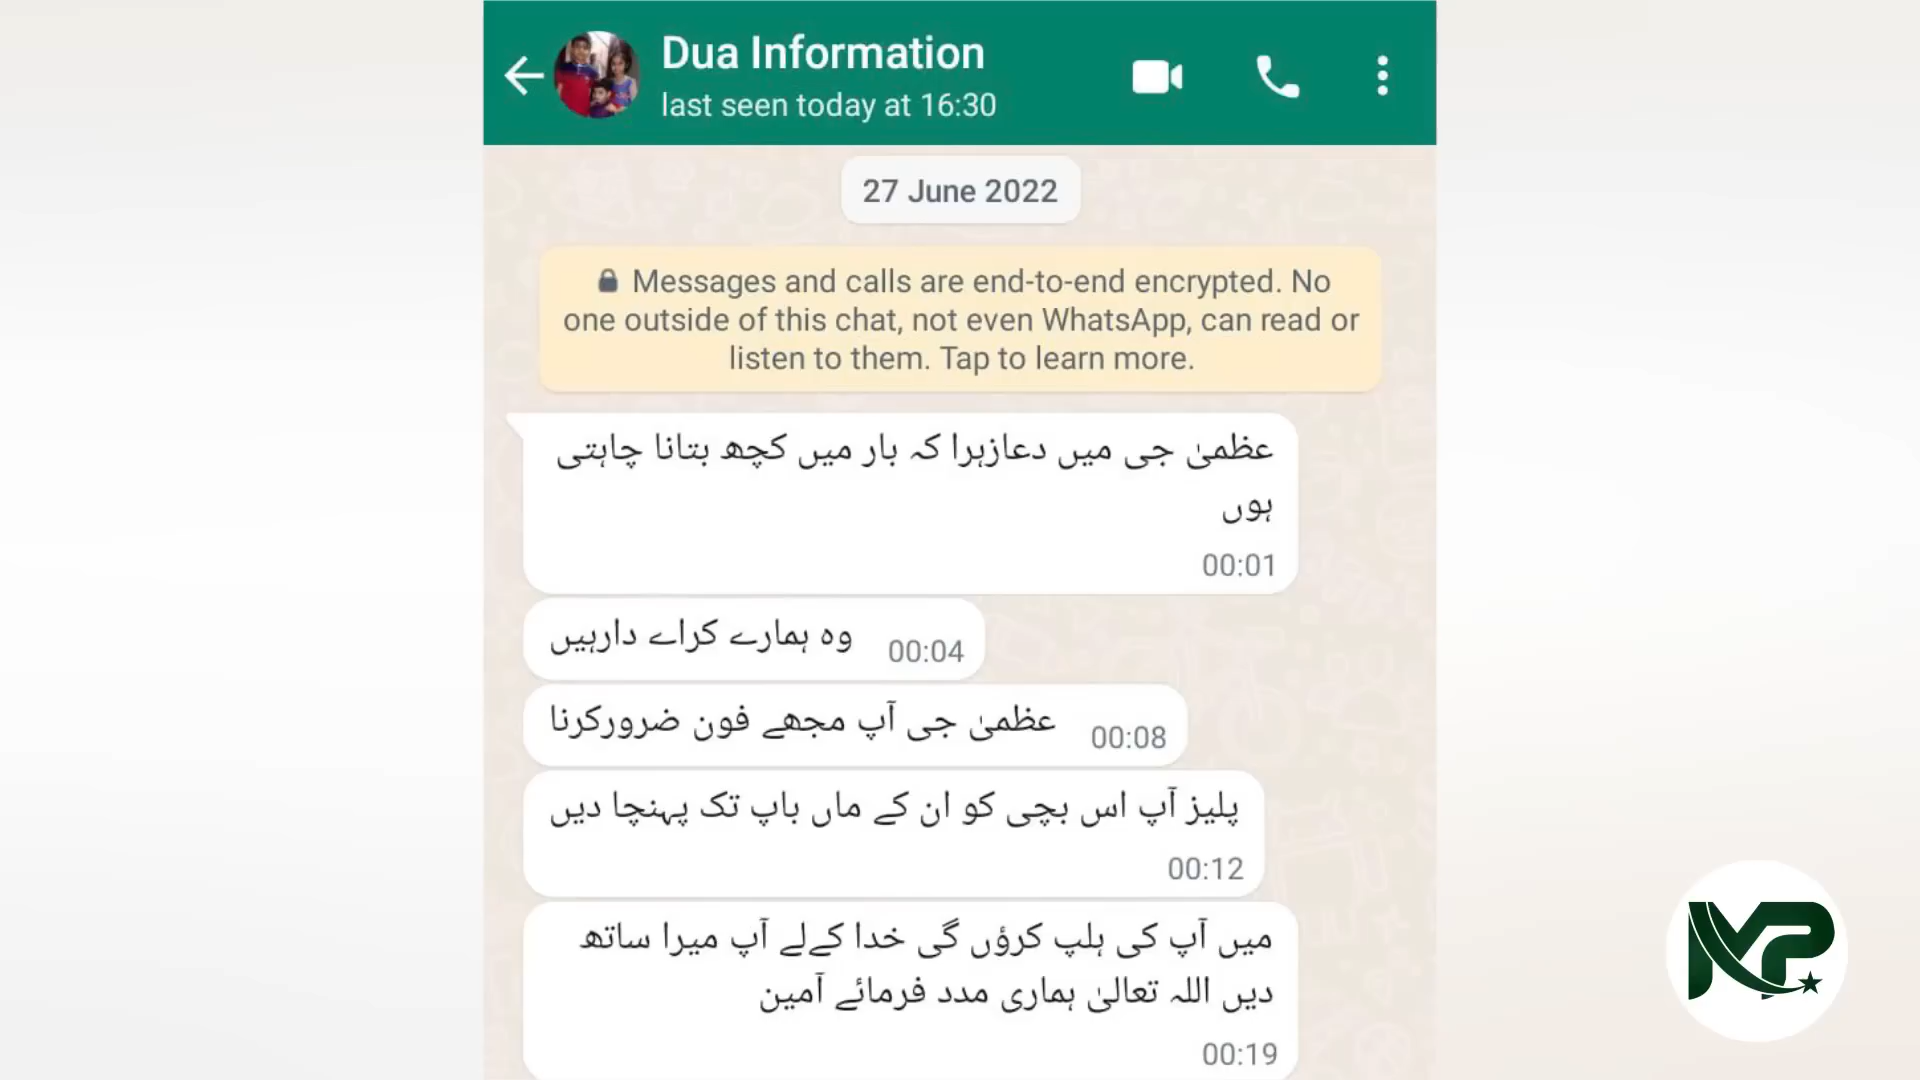 Dua Information
last seen today at 16:30
27 June 2022
Messages and calls are end-to-end encrypted. No
one outside of this chat, not even WhatsApp, can read or
listen to them. Tap to learn more.
عظمیٰ جی میں دعازہرا کہ بار میں کچھ بتانا چاہتی
ہوں
00:01
وہ ہمارے کراے دارہیں 00:04
عظمیٰ جی آپ مجھے فون ضرورکرنا 00:08
پلیز آپ اس بچی کو ان کے ماں باپ تک پہنچا دیں
00:12
میں آپ کی ہلپ کرؤں گی خدا کےلے آپ میرا ساتھ
دیں اللہ تعالیٰ ہماری مدد فرمائے آمین
00:19